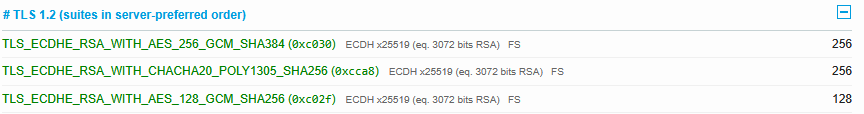 # TLS 1.2 (suites in server-preferred order)
TLS_ECDHE_RSA_WITH_AES_256_GCM_SHA384 (0xc030) ECDH x25519 (eq. 3072 bits RSA) FS 256
TLS_ECDHE_RSA_WITH_CHACHA20_POLY1305_SHA256 (0xcca8) ECDH x25519 (eq. 3072 bits RSA) FS 256
TLS_ECDHE_RSA_WITH_AES_128_GCM_SHA256 (0xc02f) ECDH x25519 (eq. 3072 bits RSA) FS 128